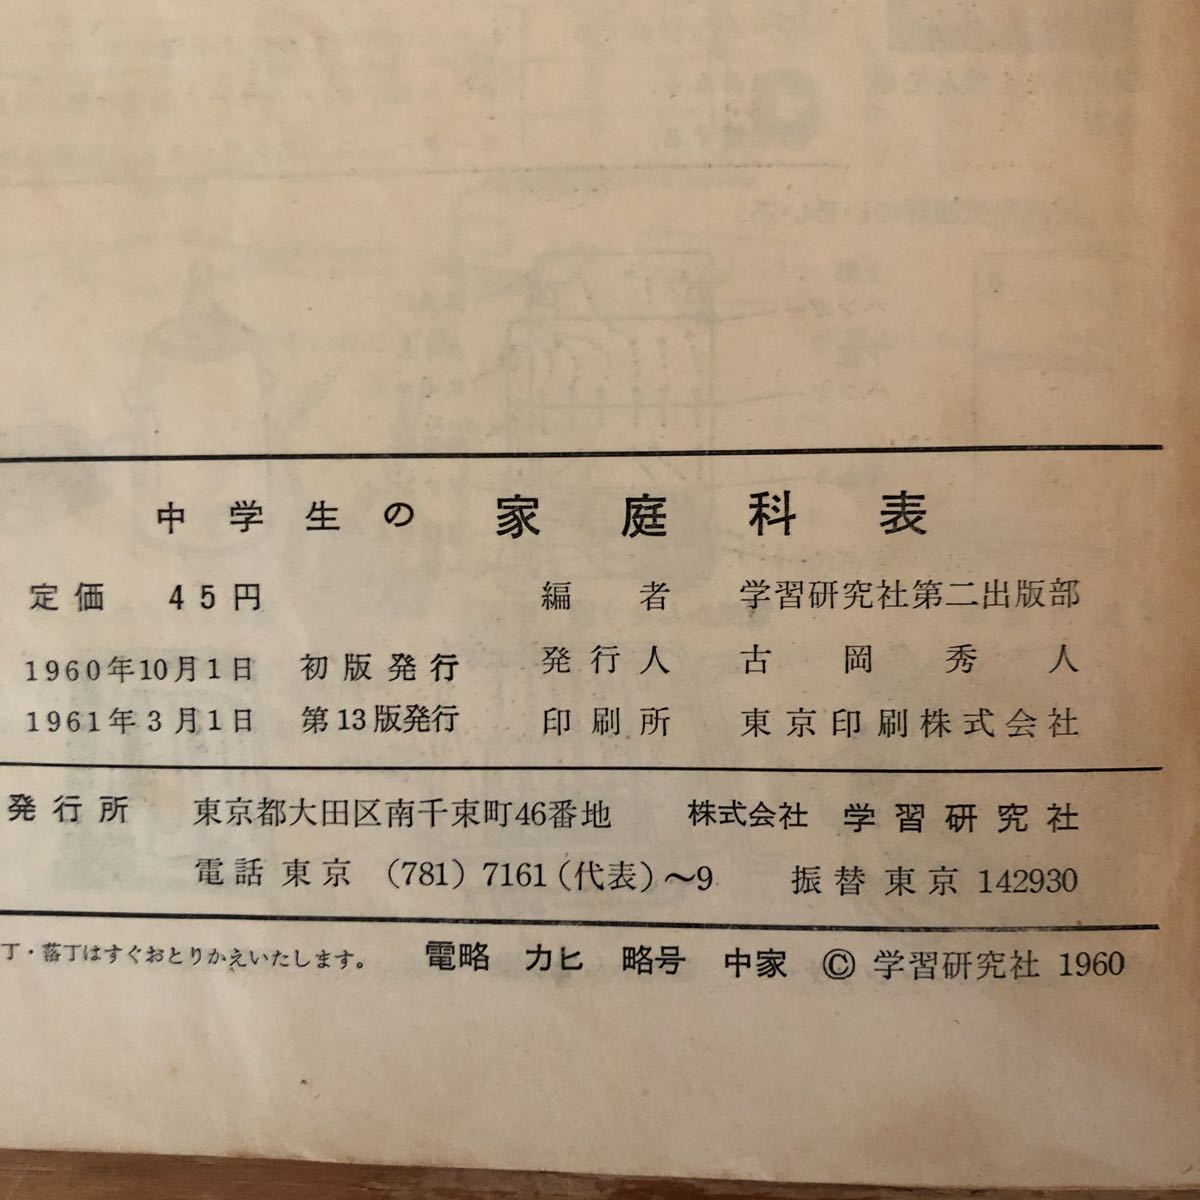 中学生の 家庭科表
定価 45円 編者 学習研究社第二出版部
1960年10月1日 初版発行 発行人 古岡秀人
1961年3月1日 第13版発行 印刷所 東京印刷株式会社
発行所 東京都大田区南千束町46番地 株式会社 学習研究社
電話 東京 (781) 7161 (代表) 〜9 振替 東京 142930
丁・落丁はすぐおとりかえいたします。 電略 カヒ 略号 中家 © 学習研究社 1960